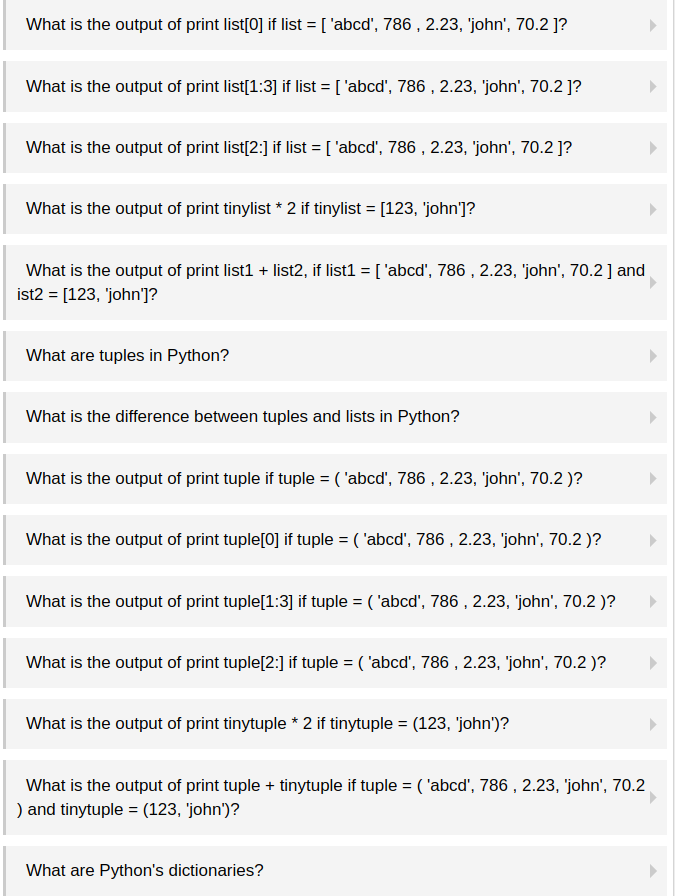 What is the output of print list[0] if list = [ 'abcd', 786 , 2.23, 'john', 70.2 ]?
What is the output of print list[1:3] if list = [ 'abcd', 786 , 2.23, 'john', 70.2 ]?
What is the output of print list[2:] if list = [ 'abcd', 786 , 2.23, 'john', 70.2 ]?
What is the output of print tinylist * 2 if tinylist = [123, 'john']?
What is the output of print list1 + list2, if list1 = [ 'abcd', 786 , 2.23, 'john', 70.2 ] and
ist2 = [123, 'john']?
What are tuples in Python?
What is the difference between tuples and lists in Python?
What is the output of print tuple if tuple = ( 'abcd', 786 , 2.23, 'john', 70.2 )?
What is the output of print tuple[0] if tuple = ( 'abcd', 786 , 2.23, 'john', 70.2 )?
What is the output of print tuple[1:3] if tuple = ( 'abcd', 786 , 2.23, 'john', 70.2 )?
What is the output of print tuple[2:] if tuple = ( 'abcd', 786 , 2.23, 'john', 70.2 )?
What is the output of print tinytuple * 2 if tinytuple = (123, 'john')?
What is the output of print tuple + tinytuple if tuple = ( 'abcd', 786 , 2.23, 'john', 70.2
) and tinytuple = (123, 'john')?
What are Python's dictionaries?